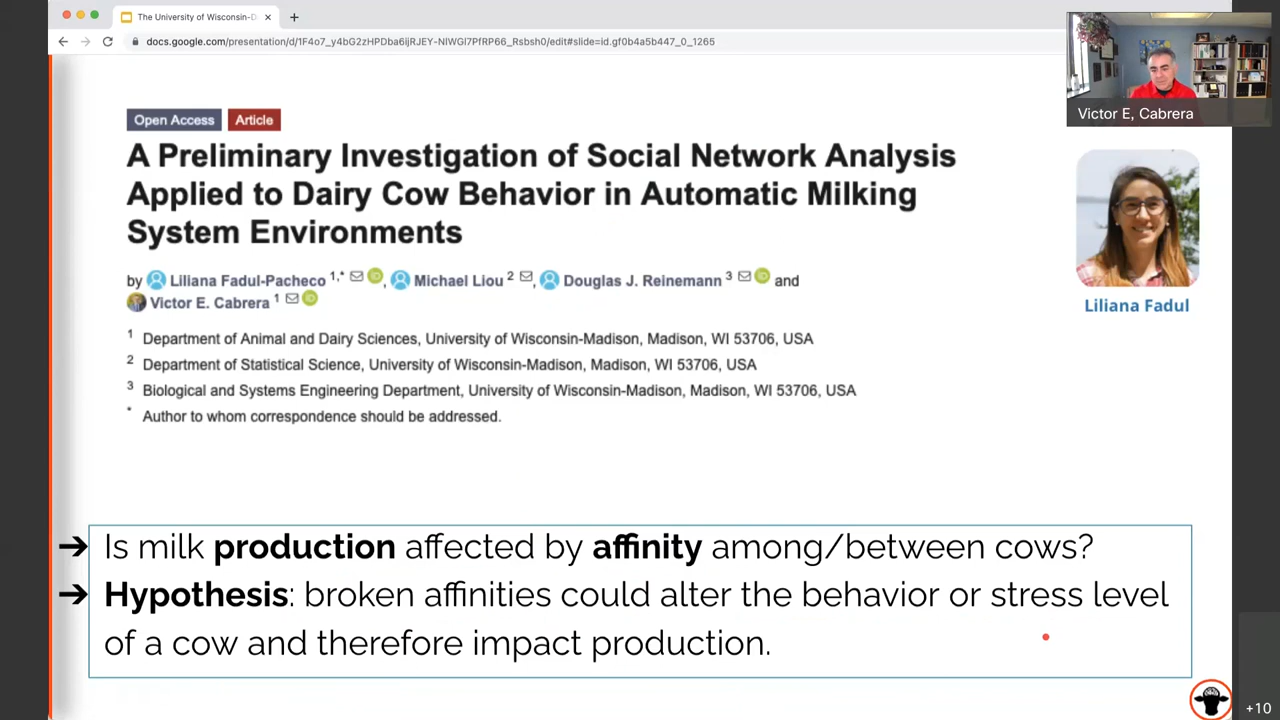 The University of Wisconsin-D
docs.google.com/presentation/d/1F4o7_y4bG2zHPDba6ljRJEY-NIWGl7PfRP66_Rsbsh0/edit#slide=id.gf0b4a5b447_0_1265
Victor E, Cabrera
Open Access Article
A Preliminary Investigation of Social Network Analysis
Applied to Dairy Cow Behavior in Automatic Milking
System Environments
by Liliana Fadul-Pacheco 1,* , Michael Liou 2 , Douglas J. Reinemann 3 and
Victor E. Cabrera 1
Liliana Fadul
1 Department of Animal and Dairy Sciences, University of Wisconsin-Madison, Madison, WI 53706, USA
2 Department of Statistical Science, University of Wisconsin-Madison, Madison, WI 53706, USA
3 Biological and Systems Engineering Department, University of Wisconsin-Madison, Madison, WI 53706, USA
* Author to whom correspondence should be addressed.
➔ Is milk production affected by affinity among/between cows?
➔ Hypothesis: broken affinities could alter the behavior or stress level
of a cow and therefore impact production.
+10